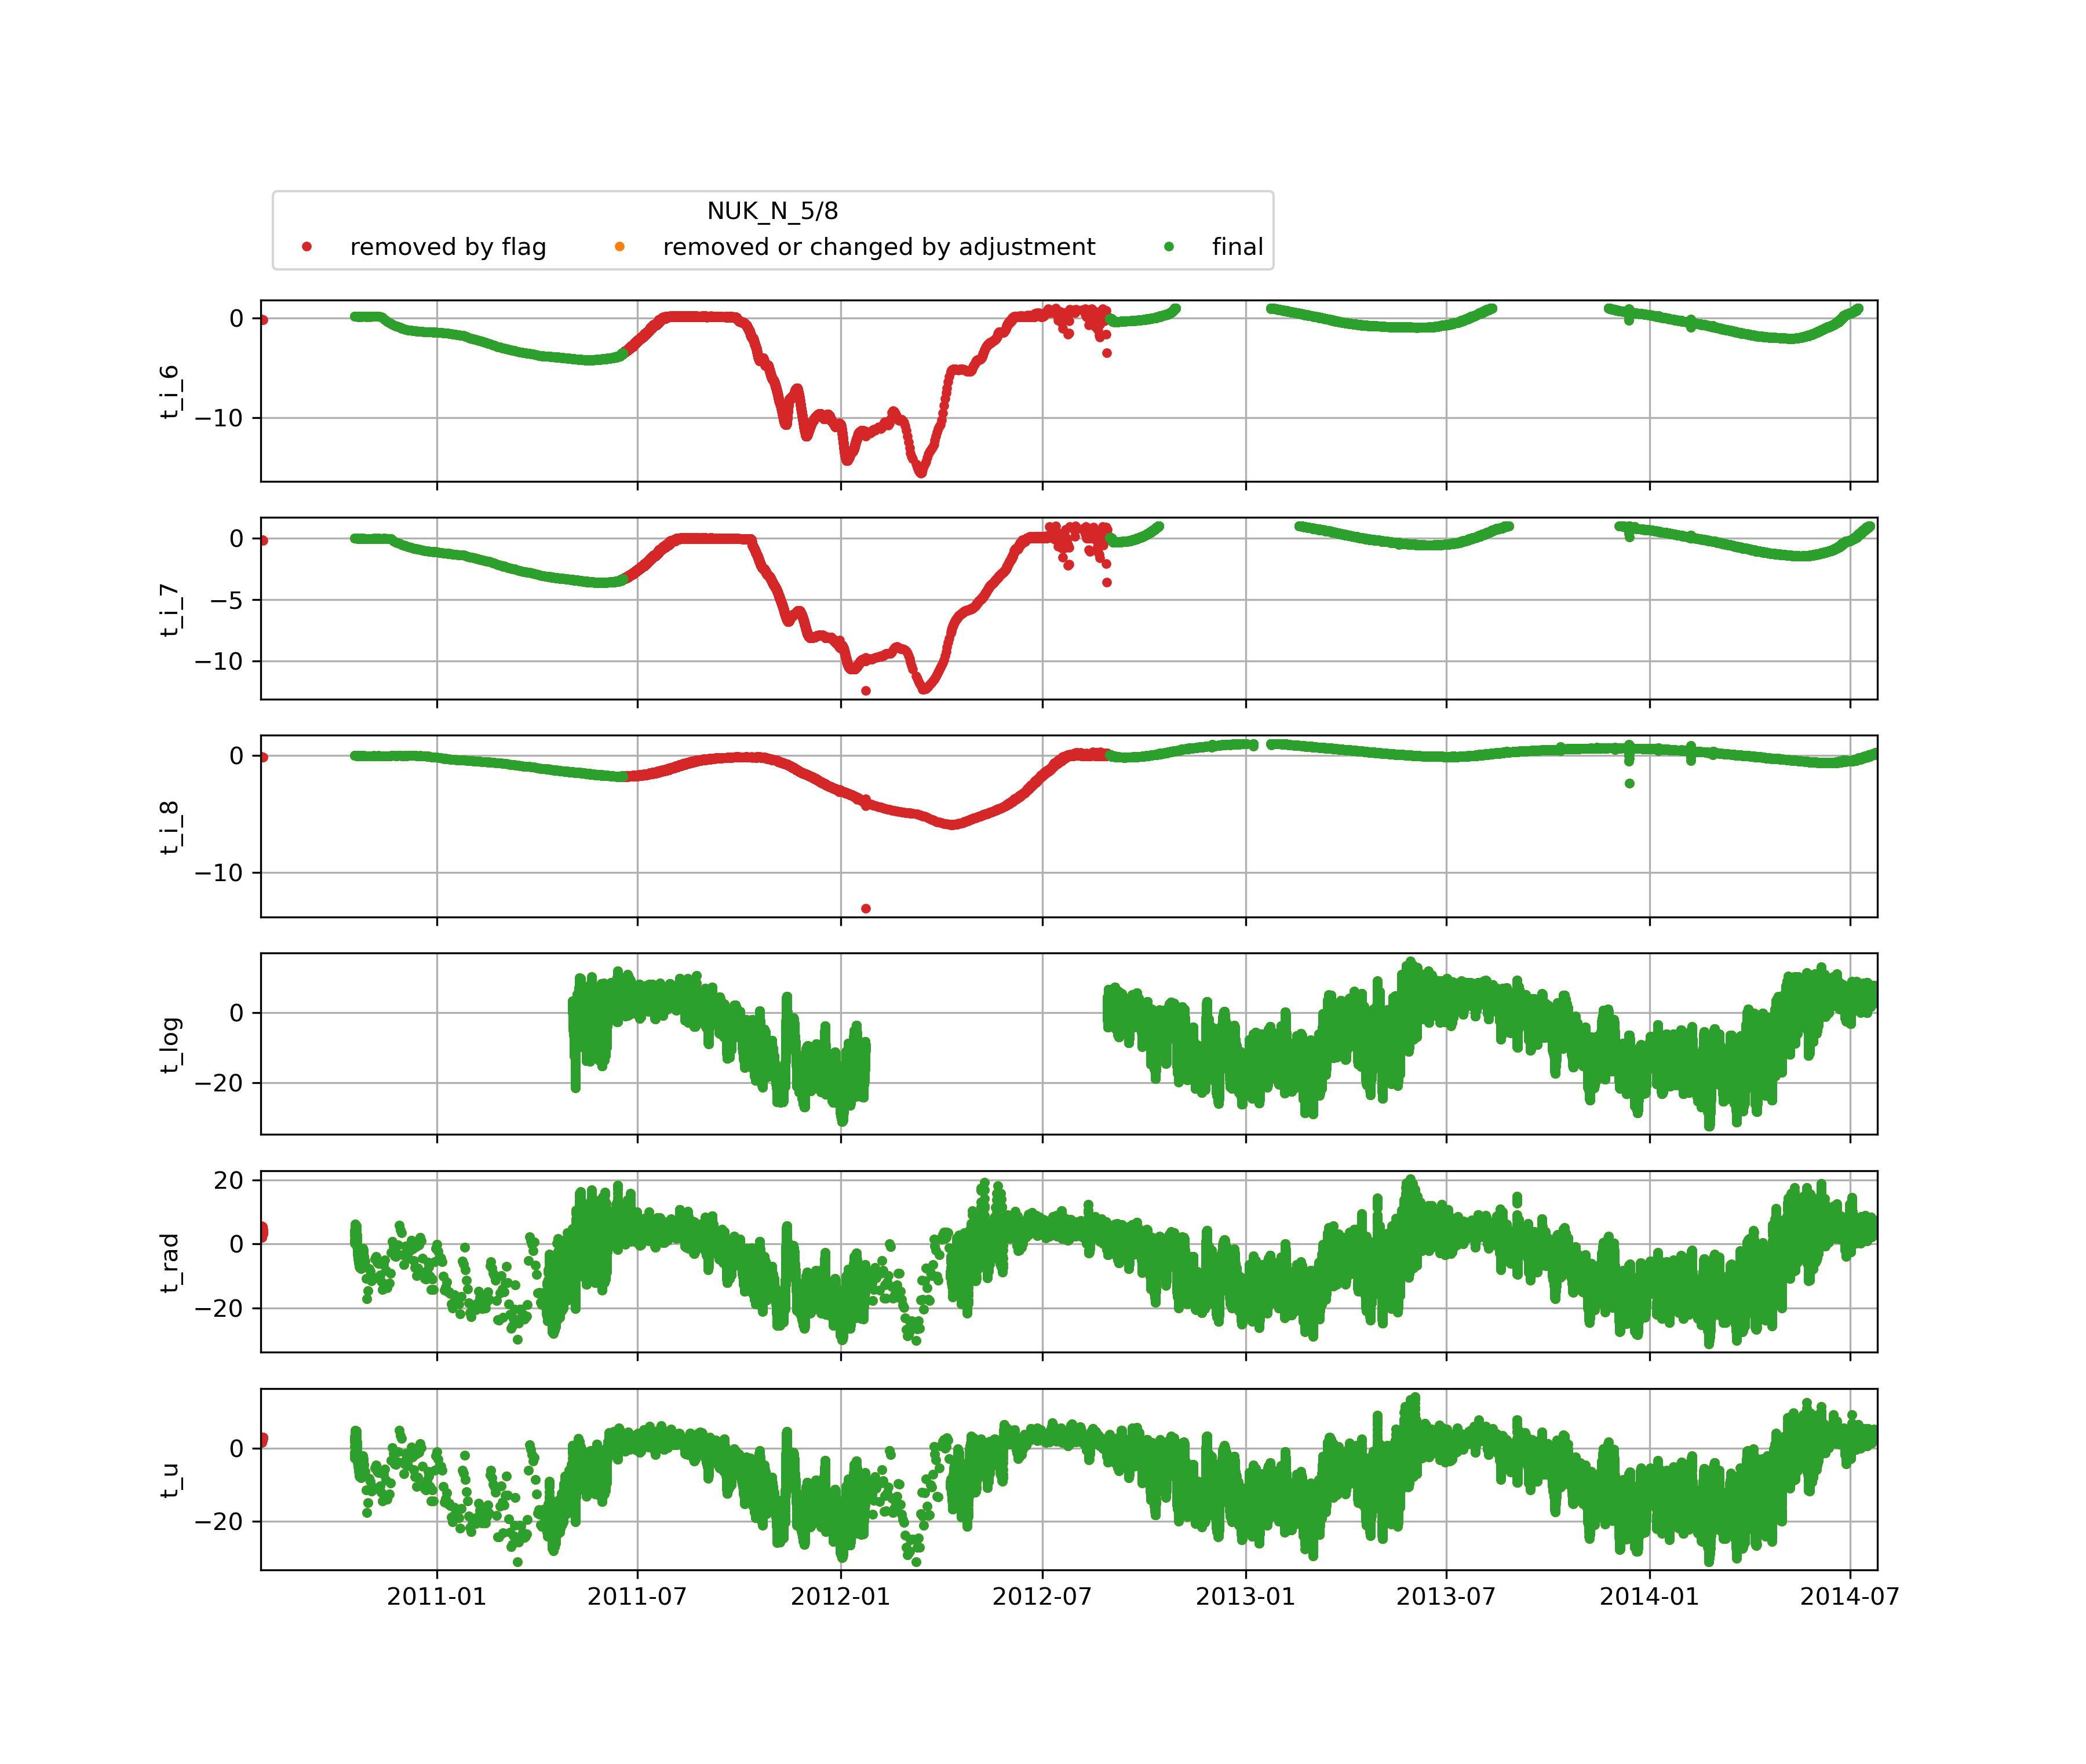 NUK_N_5/8
removed by flag removed or changed by adjustment final
0
−10
t_i_6
0
−5
−10
t_i_7
0
−10
t_i_8
0
−20
t_log
20
0
−20
t_rad
0
−20
t_u
2011-01 2011-07 2012-01 2012-07 2013-01 2013-07 2014-01 2014-07